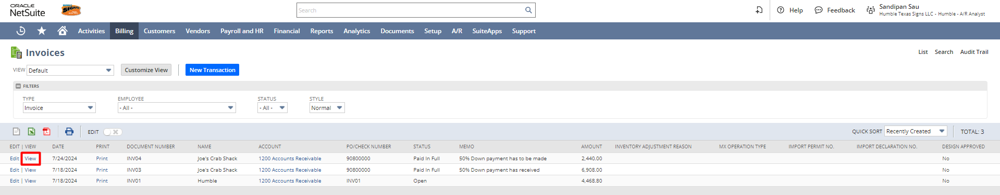 ORACLE
NetSuite
SIGNS
Search
Help
Feedback
Sandipan Sau
Humble Texas Signs LLC - Humble - A/R Analyst
Activities Billing Customers Vendors Payroll and HR Financial Reports Analytics Documents Setup A/R SuiteApps Support
Invoices
List Search Audit Trail
VIEW Default Customize View New Transaction
FILTERS
TYPE EMPLOYEE STATUS STYLE
Invoice - All - - All - Normal
EDIT QUICK SORT Recently Created TOTAL: 3
EDIT | VIEW DATE PRINT DOCUMENT NUMBER NAME ACCOUNT PO/CHECK NUMBER STATUS MEMO AMOUNT INVENTORY ADJUSTMENT REASON MX OPERATION TYPE IMPORT PERMIT NO. IMPORT DECLARATION NO. DESIGN APPROVED
Edit | View 7/24/2024 Print INV04 Joe's Crab Shack 1200 Accounts Receivable 90800000 Paid In Full 50% Down payment has to be made 2,440.00 No
Edit | View 7/18/2024 Print INV03 Joe's Crab Shack 1200 Accounts Receivable 90800000 Paid In Full 50% Down payment has received 6,908.00 No
Edit | View 7/18/2024 Print INV01 Humble 1200 Accounts Receivable INV01 Open 4,468.80 No